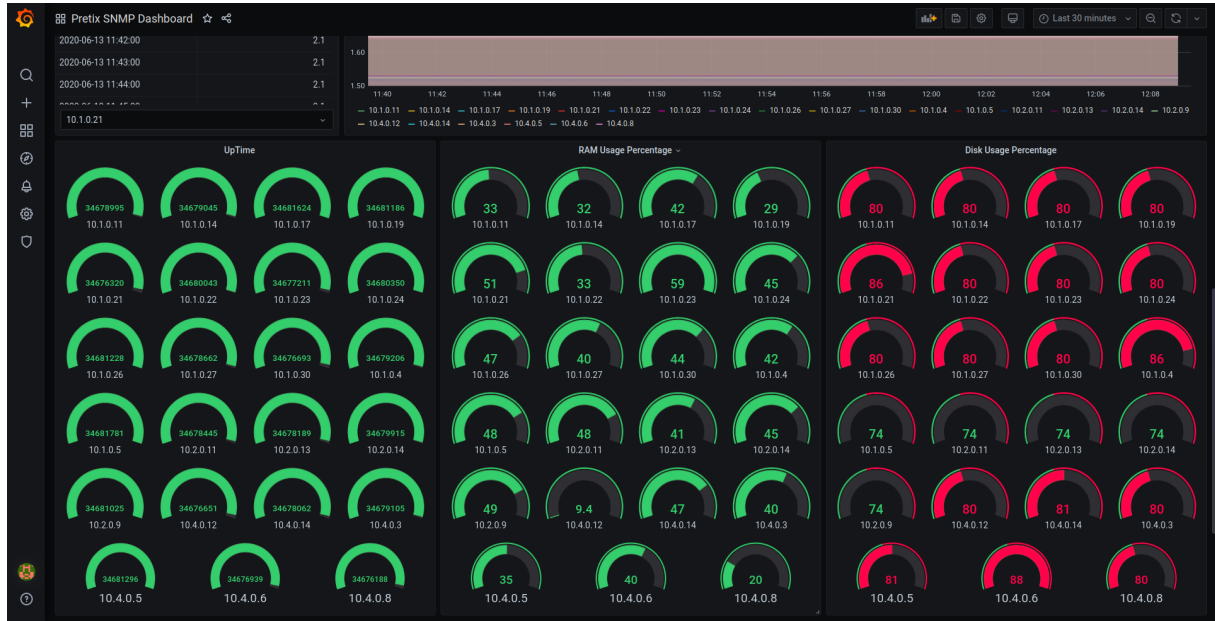 Pretix SNMP Dashboard
Last 30 minutes
2020-06-13 11:42:00 2.1
2020-06-13 11:43:00 2.1
2020-06-13 11:44:00 2.1
10.1.0.21
1.60
1.50
11:40 11:42 11:44 11:46 11:48 11:50 11:52 11:54 11:56 11:58 12:00 12:02 12:04 12:06 12:08
10.1.0.11 10.1.0.14 10.1.0.17 10.1.0.19 10.1.0.21 10.1.0.22 10.1.0.23 10.1.0.24 10.1.0.26 10.1.0.27 10.1.0.30 10.1.0.4 10.1.0.5 10.2.0.11 10.2.0.13 10.2.0.14 10.2.0.9
10.4.0.12 10.4.0.14 10.4.0.3 10.4.0.5 10.4.0.6 10.4.0.8
UpTime
34678995 34679045 34681624 34681186
10.1.0.11 10.1.0.14 10.1.0.17 10.1.0.19
34676320 34680043 34677211 34680350
10.1.0.21 10.1.0.22 10.1.0.23 10.1.0.24
34681228 34678662 34676693 34679206
10.1.0.26 10.1.0.27 10.1.0.30 10.1.0.4
34681781 34678445 34678189 34679915
10.1.0.5 10.2.0.11 10.2.0.13 10.2.0.14
34681025 34676651 34678062 34679105
10.2.0.9 10.4.0.12 10.4.0.14 10.4.0.3
34681296 34676939 34676188
10.4.0.5 10.4.0.6 10.4.0.8
RAM Usage Percentage
33 32 42 29
10.1.0.11 10.1.0.14 10.1.0.17 10.1.0.19
51 33 59 45
10.1.0.21 10.1.0.22 10.1.0.23 10.1.0.24
47 40 44 42
10.1.0.26 10.1.0.27 10.1.0.30 10.1.0.4
48 48 41 45
10.1.0.5 10.2.0.11 10.2.0.13 10.2.0.14
49 9.4 47 40
10.2.0.9 10.4.0.12 10.4.0.14 10.4.0.3
35 40 20
10.4.0.5 10.4.0.6 10.4.0.8
Disk Usage Percentage
80 80 80 80
10.1.0.11 10.1.0.14 10.1.0.17 10.1.0.19
86 80 80 80
10.1.0.21 10.1.0.22 10.1.0.23 10.1.0.24
80 80 80 86
10.1.0.26 10.1.0.27 10.1.0.30 10.1.0.4
74 74 74 74
10.1.0.5 10.2.0.11 10.2.0.13 10.2.0.14
74 80 81 80
10.2.0.9 10.4.0.12 10.4.0.14 10.4.0.3
81 88 80
10.4.0.5 10.4.0.6 10.4.0.8